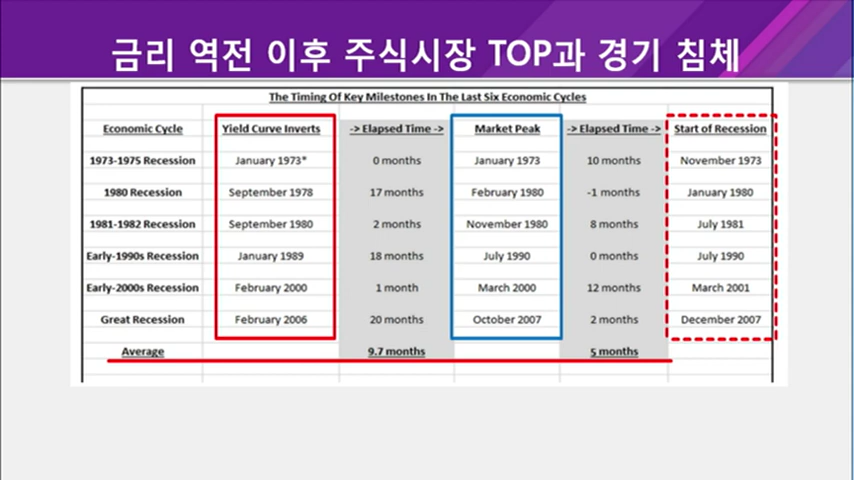 금리 역전 이후 주식시장 TOP과 경기 침체
The Timing Of Key Milestones In The Last Six Economic Cycles
Economic Cycle Yield Curve Inverts -> Elapsed Time -> Market Peak -> Elapsed Time -> Start of Recession
1973-1975 Recession January 1973* 0 months January 1973 10 months November 1973
1980 Recession September 1978 17 months February 1980 -1 months January 1980
1981-1982 Recession September 1980 2 months November 1980 8 months July 1981
Early-1990s Recession January 1989 18 months July 1990 0 months July 1990
Early-2000s Recession February 2000 1 month March 2000 12 months March 2001
Great Recession February 2006 20 months October 2007 2 months December 2007
Average 9.7 months 5 months